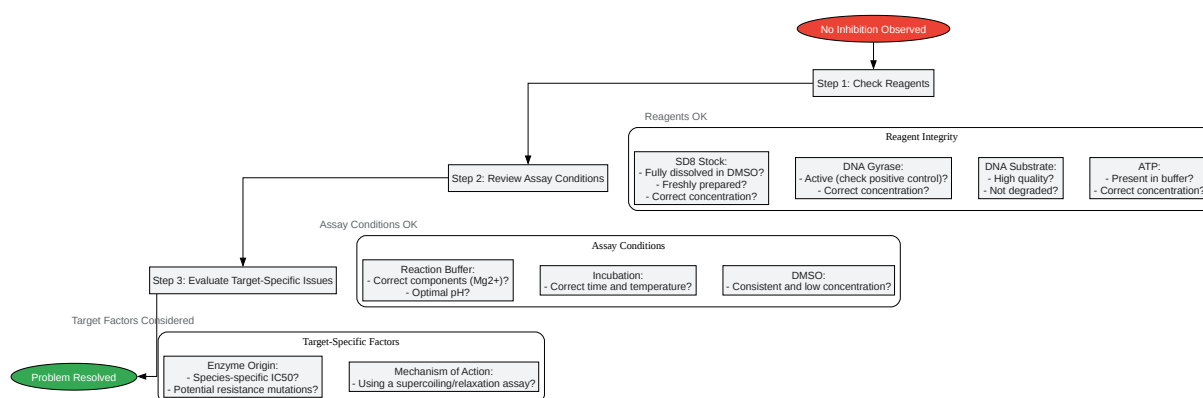 No Inhibition Observed
Step 1: Check Reagents
Reagents OK
Reagent Integrity
SD8 Stock:
- Fully dissolved in DMSO?
- Freshly prepared?
- Correct concentration?
DNA Gyrase:
- Active (check positive control)?
- Correct concentration?
DNA Substrate:
- High quality?
- Not degraded?
ATP:
- Present in buffer?
- Correct concentration?
Step 2: Review Assay Conditions
Assay Conditions OK
Assay Conditions
Reaction Buffer:
- Correct components (Mg2+)?
- Optimal pH?
Incubation:
- Correct time and temperature?
DMSO:
- Consistent and low concentration?
Step 3: Evaluate Target-Specific Issues
Target Factors Considered
Target-Specific Factors
Enzyme Origin:
- Species-specific IC50?
- Potential resistance mutations?
Mechanism of Action:
- Using a supercoiling/relaxation assay?
Problem Resolved